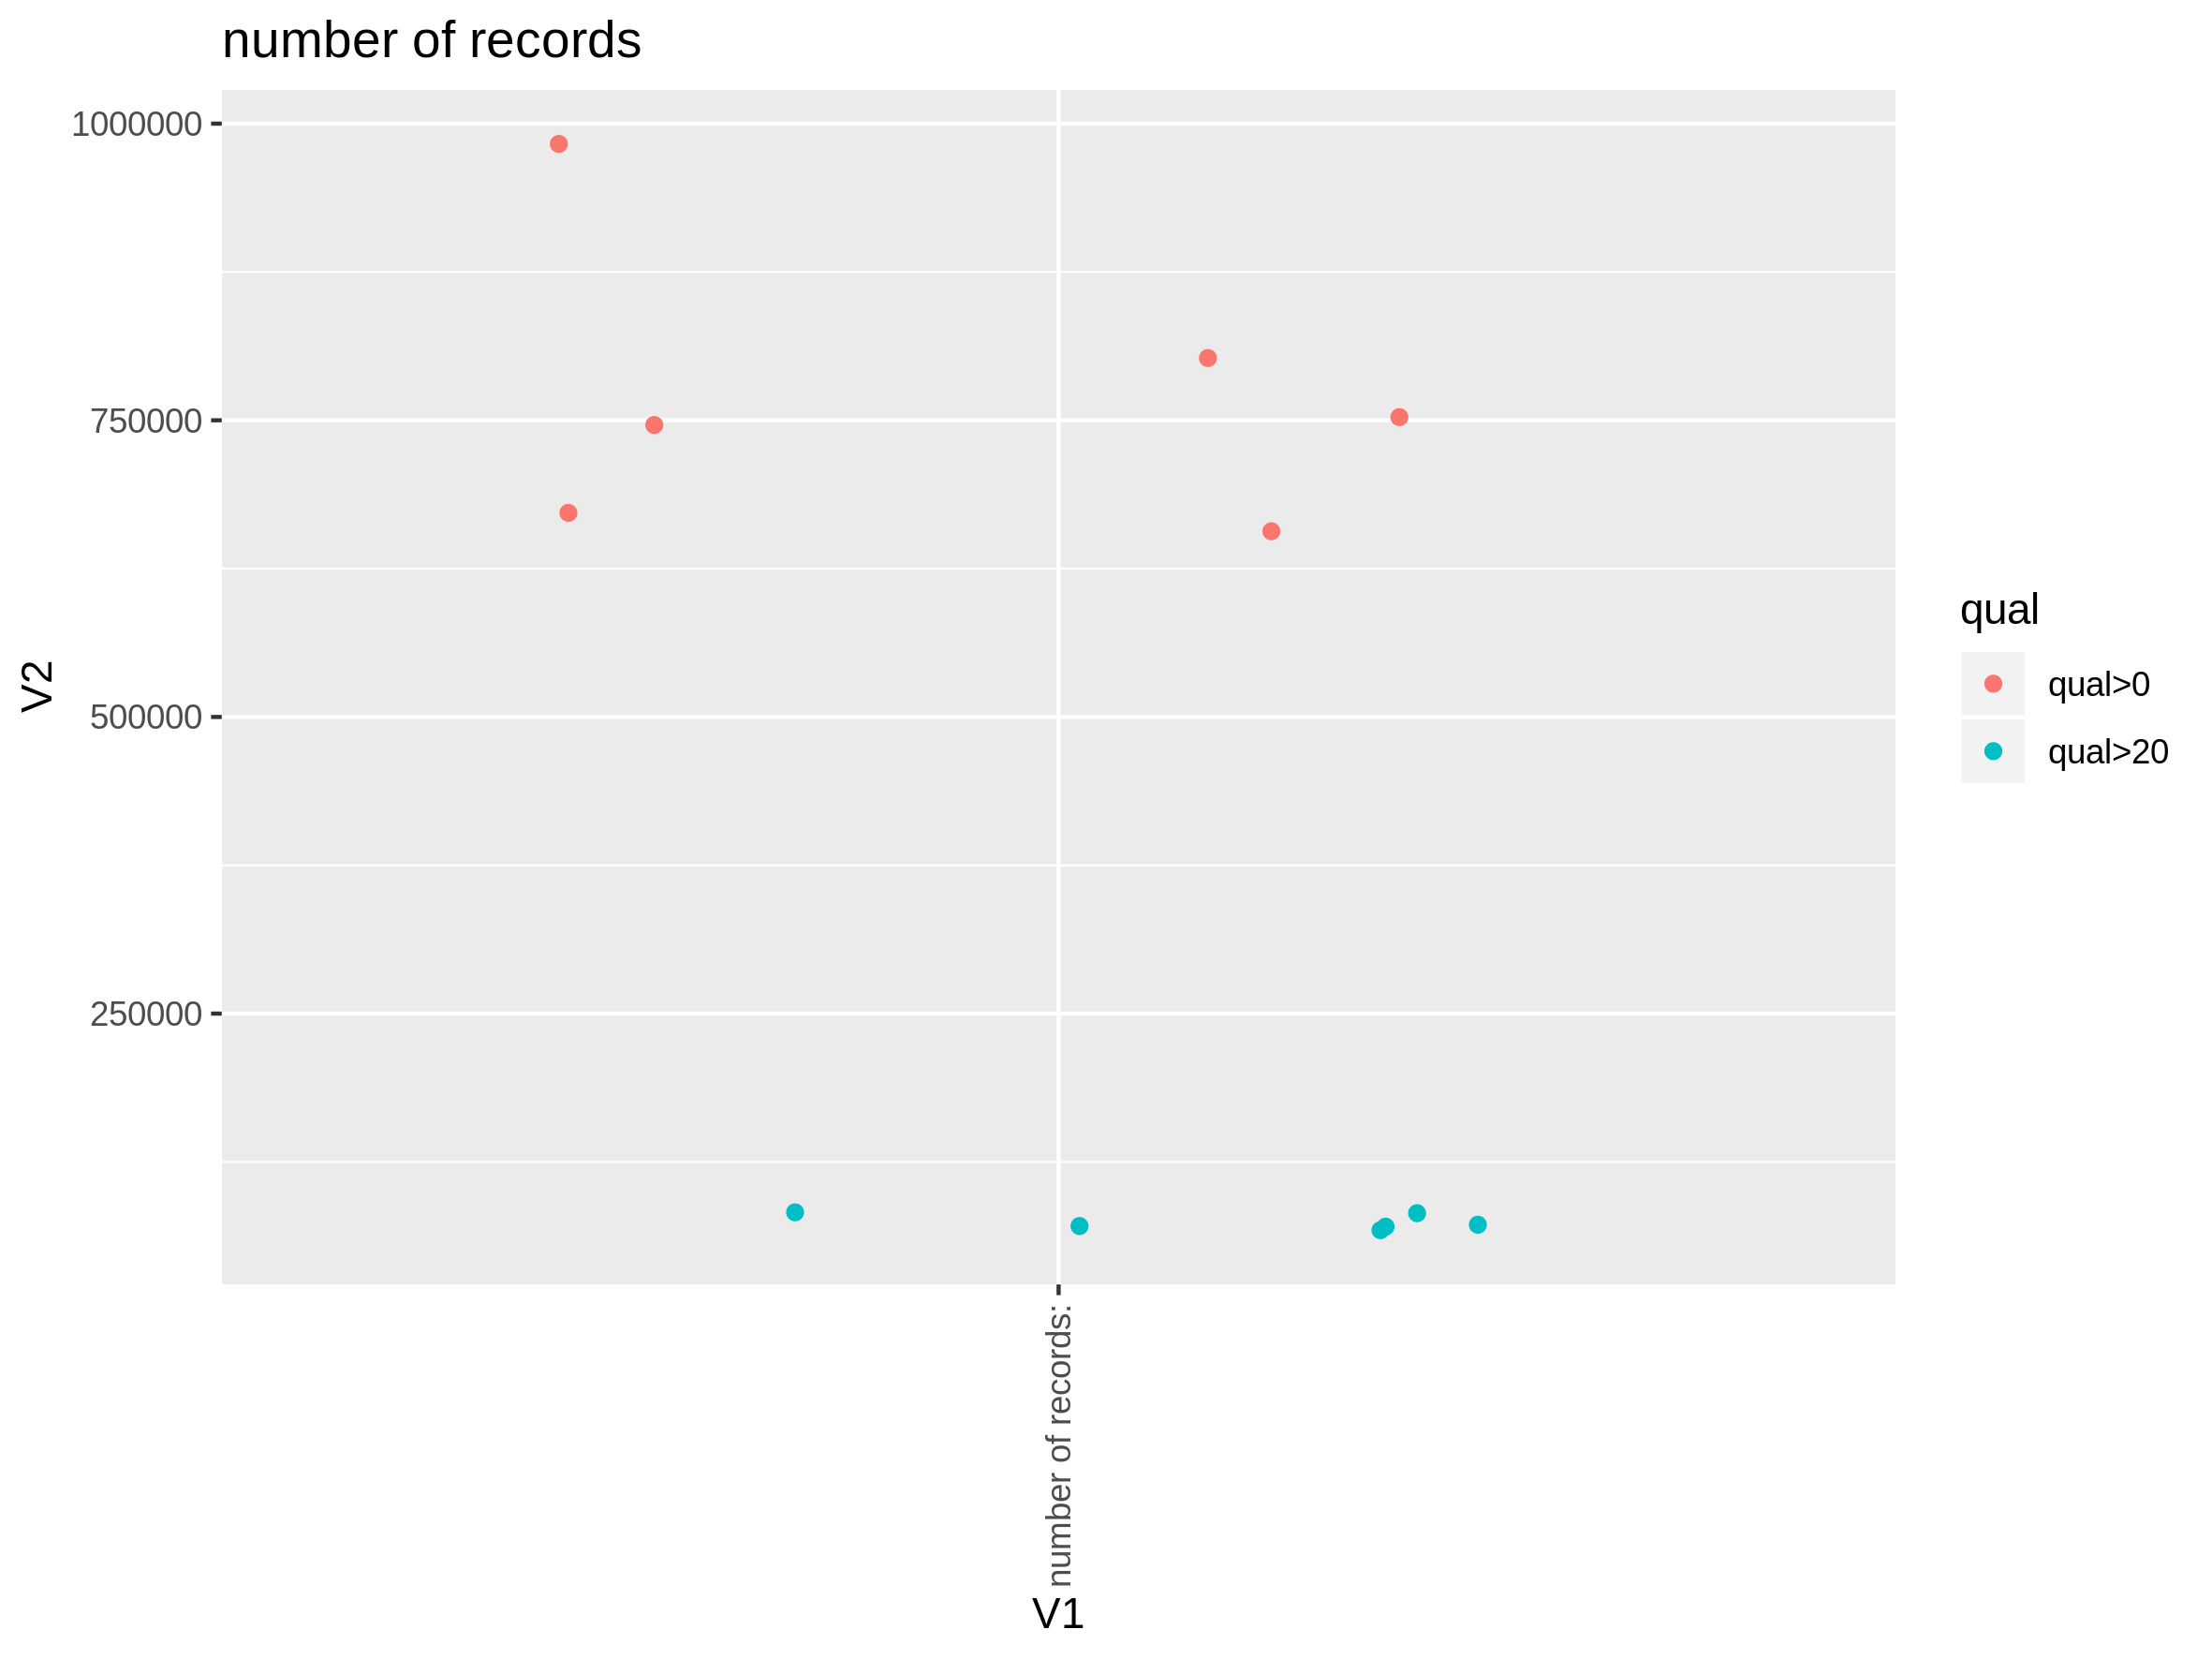 number of records
1000000
750000
500000
250000
V2
number of records:
V1
qual
qual>0
qual>20